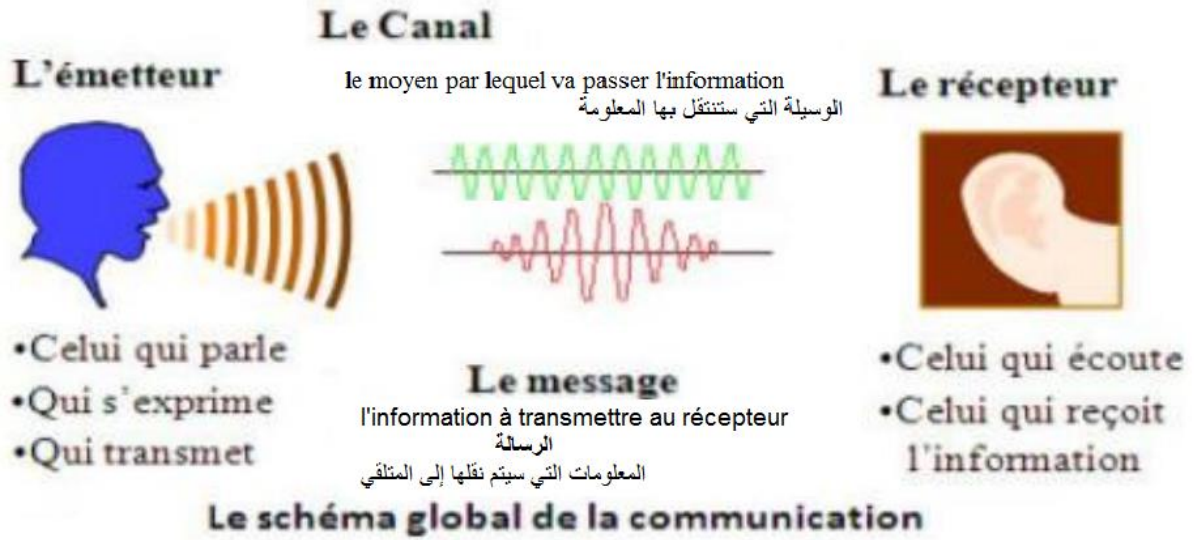 Le Canal
L'émetteur
le moyen par lequel va passer l'information
الوسيلة التي ستنتقل بها المعلومة
Le récepteur
•Celui qui parle
•Qui s'exprime
•Qui transmet
Le message
l'information à transmettre au récepteur
الرسالة
المعلومات التي سيتم نقلها إلى المتلقي
•Celui qui écoute
•Celui qui reçoit
l'information
Le schéma global de la communication